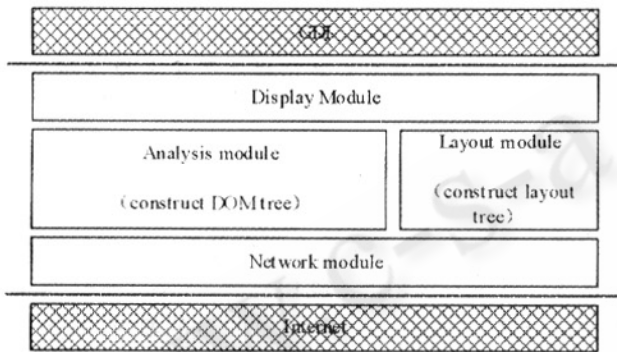 GDI
Display Module
Analysis module
(construct DOM tree)
Layout module
(construct layout
tree)
Network module
Internet